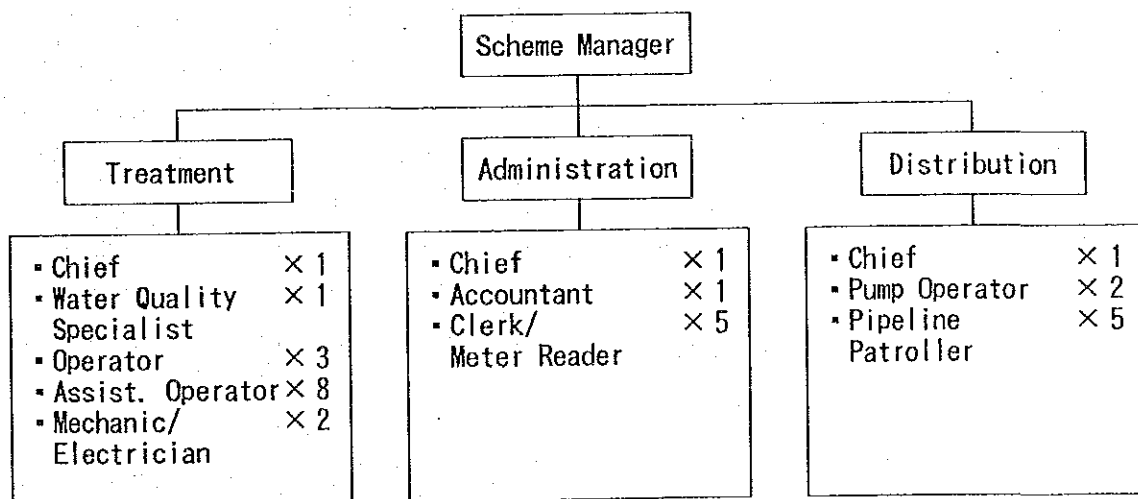 Scheme Manager
Treatment
Administration
Distribution
▪ Chief × 1
▪ Water Quality × 1
Specialist
▪ Operator × 3
▪ Assist. Operator × 8
▪ Mechanic/ × 2
Electrician
▪ Chief × 1
▪ Accountant × 1
▪ Clerk/ × 5
Meter Reader
▪ Chief × 1
▪ Pump Operator × 2
▪ Pipeline × 5
Patroller